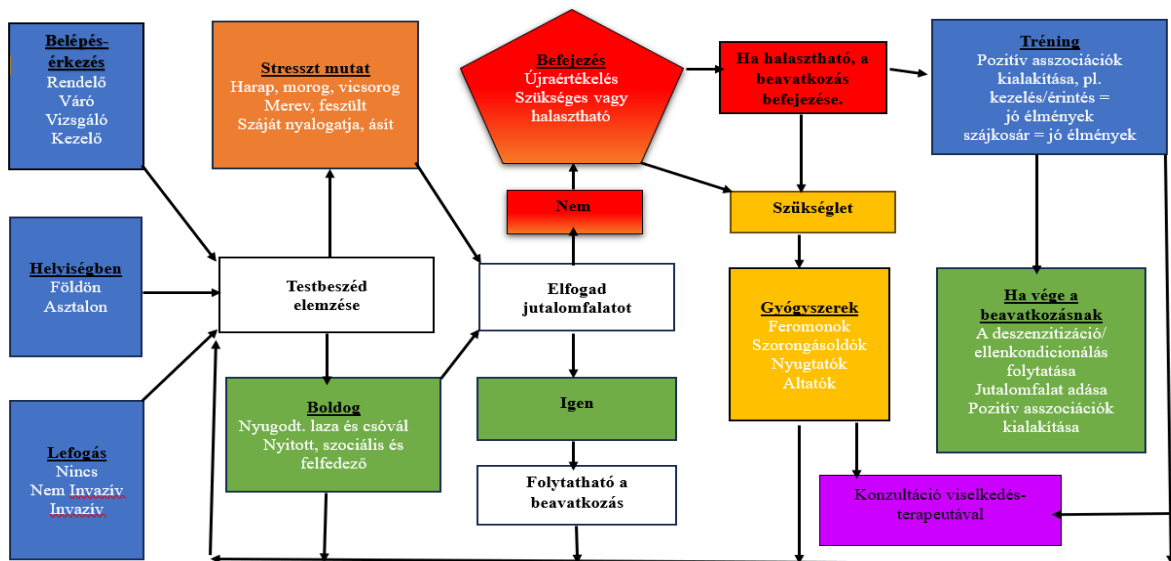 Belépés-
érkezés
Rendelő
Váró
Vizsgáló
Kezelő
Helviségben
Földön
Asztalon
Lefogás
Nincs
Nem Invazív
Invazív
Stresszt mutat
Harap, morog, vicsorog
Merev, feszült
Száját nyalogatja, ásít
Testbeszéd
elemzése
Boldog
Nyugodt. laza és csóvál
Nyitott, szociális és
felfedező
Befejezés
Újraértékelés
Szükséges vagy
halasztható
Nem
Elfogad
jutalomfalatot
Igen
Folytatható a
beavatkozás
Ha halasztható, a
beavatkozás
befejezése.
Szükséglet
Gyógyszerek
Feromonok
Szorongásoldók
Nyugtatók
Altatók
Konzultáció viselkedés-
terapeutával
Tréning
Pozitív asszociációk
kialakítása, pl.
kezelés/érintés =
jó élmények
szájkosár = jó élmények
Ha vége a
beavatkozásnak
A deszenzitizáció/
ellenkondicionálás
folytatása
Jutalomfalat adása
Pozitív asszociációk
kialakítása